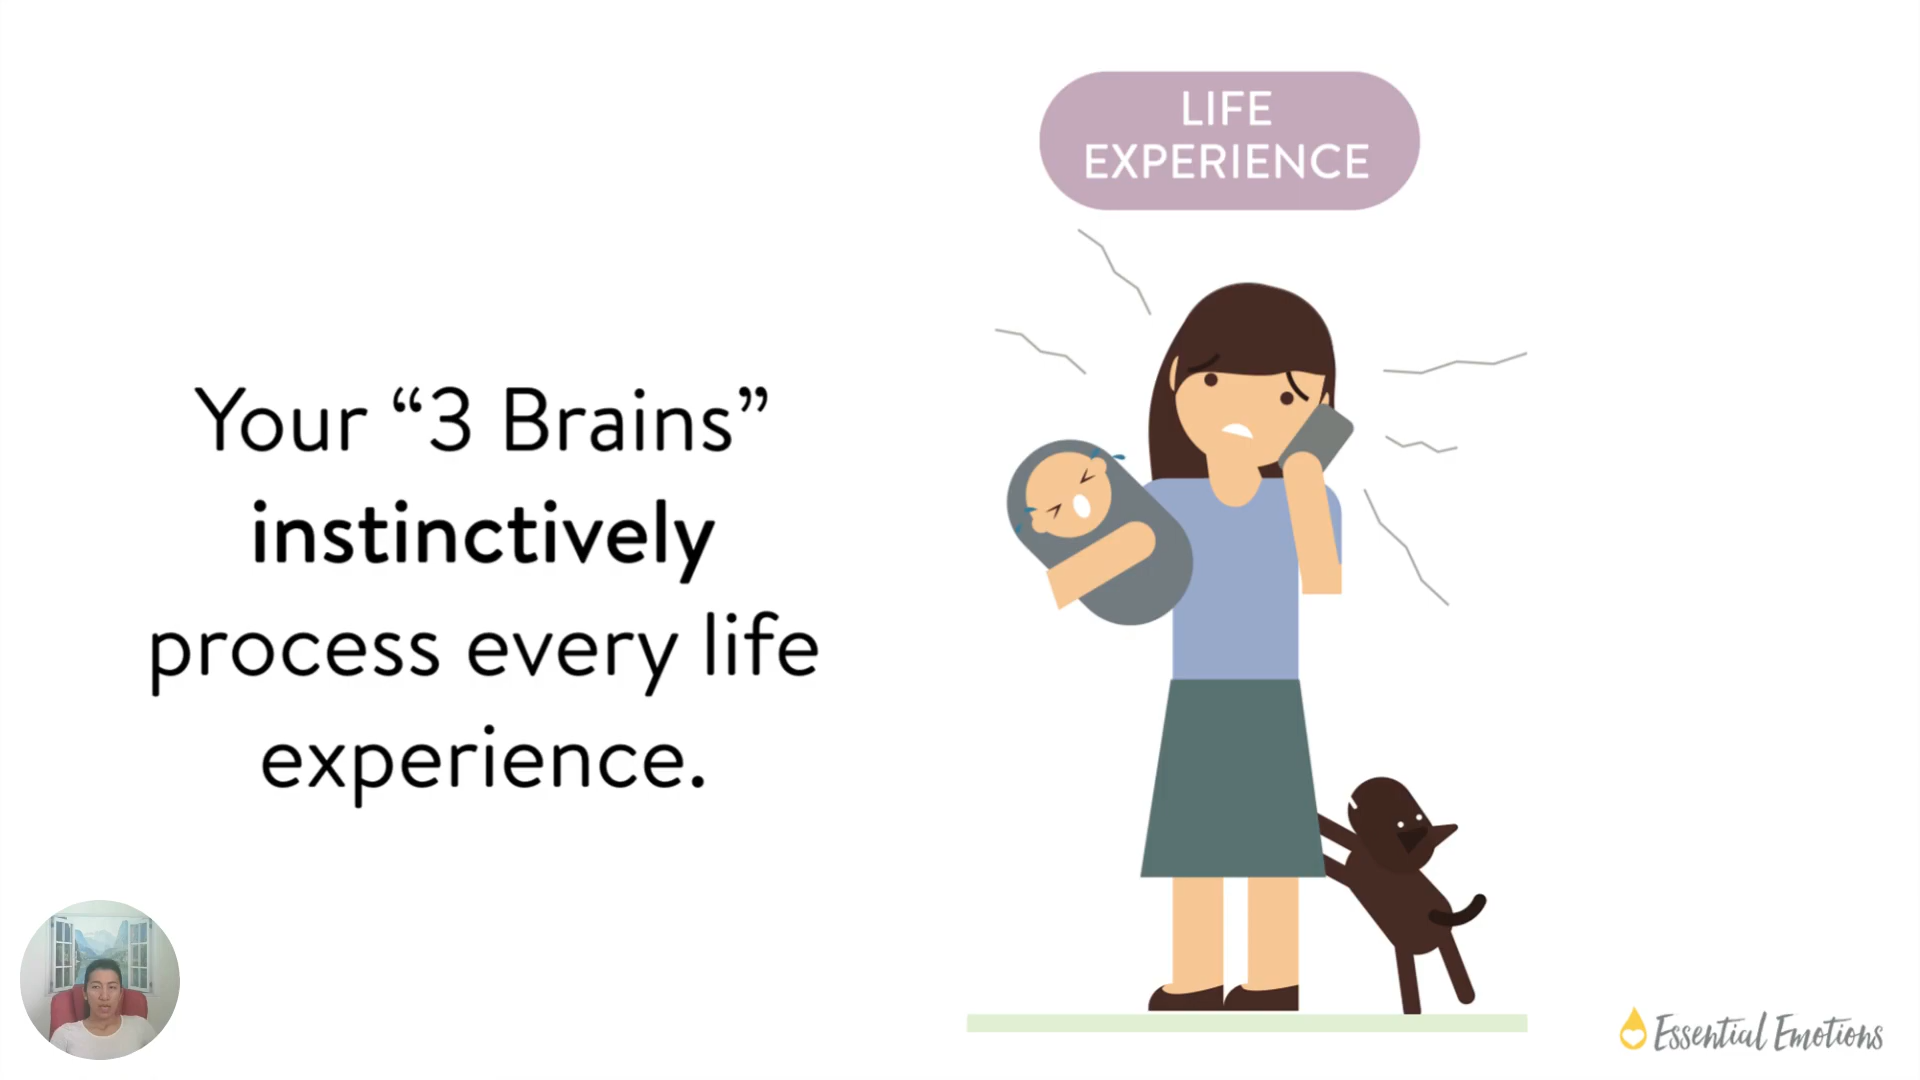 LIFE
EXPERIENCE
Your “3 Brains”
instinctively
process every life
experience.
Essential Emotions